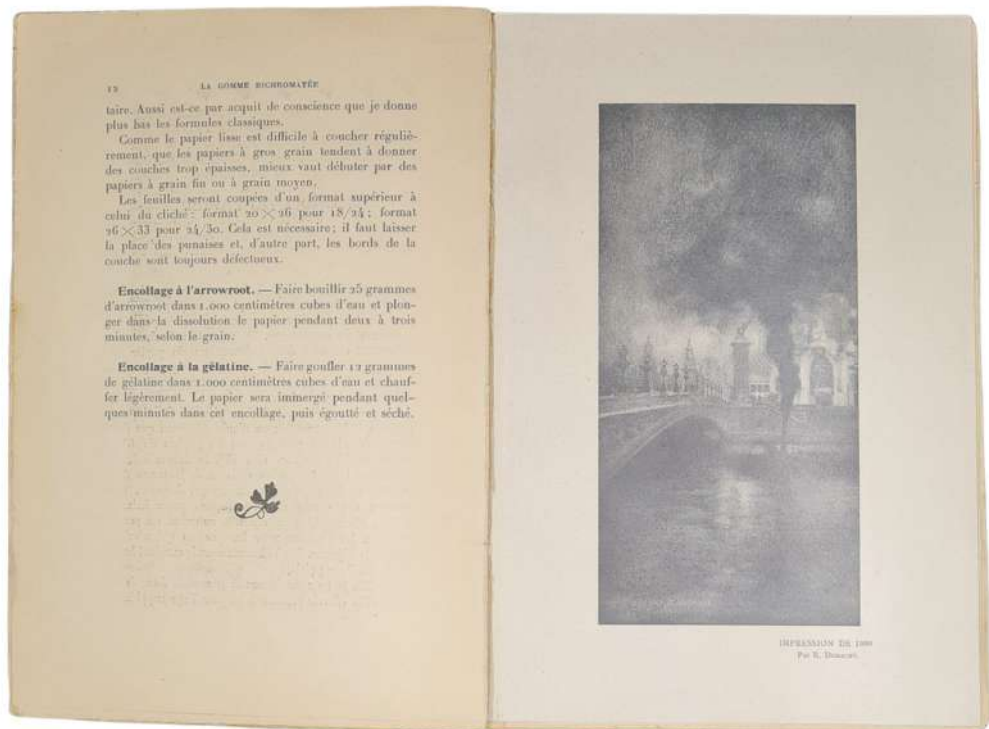 12 LA GOMME BICHROMATÉE
taire. Aussi est-ce par acquit de conscience que je donne
plus bas les formules classiques.
Comme le papier lisse est difficile à coucher réguliè-
rement, que les papiers à gros grain tendent à donner
des couches trop épaisses, mieux vaut débuter par des
papiers à grain fin ou à grain moyen.
Les feuilles seront coupées d'un format supérieur à
celui du cliché : format 20 × 26 pour 18/24 ; format
26 × 33 pour 24/30. Cela est nécessaire ; il faut laisser
la place des punaises et, d'autre part, les bords de la
couche sont toujours défectueux.
Encollage à l'arrowroot. — Faire bouillir 25 grammes
d'arrowroot dans 1.000 centimètres cubes d'eau et plon-
ger dans la dissolution le papier pendant deux à trois
minutes, selon le grain.
Encollage à la gélatine. — Faire gonfler 12 grammes
de gélatine dans 1.000 centimètres cubes d'eau et chauf-
fer légèrement. Le papier sera immergé pendant quel-
ques minutes dans cet encollage, puis égoutté et séché.
IMPRESSION DE 1900
Par R. Demachy.